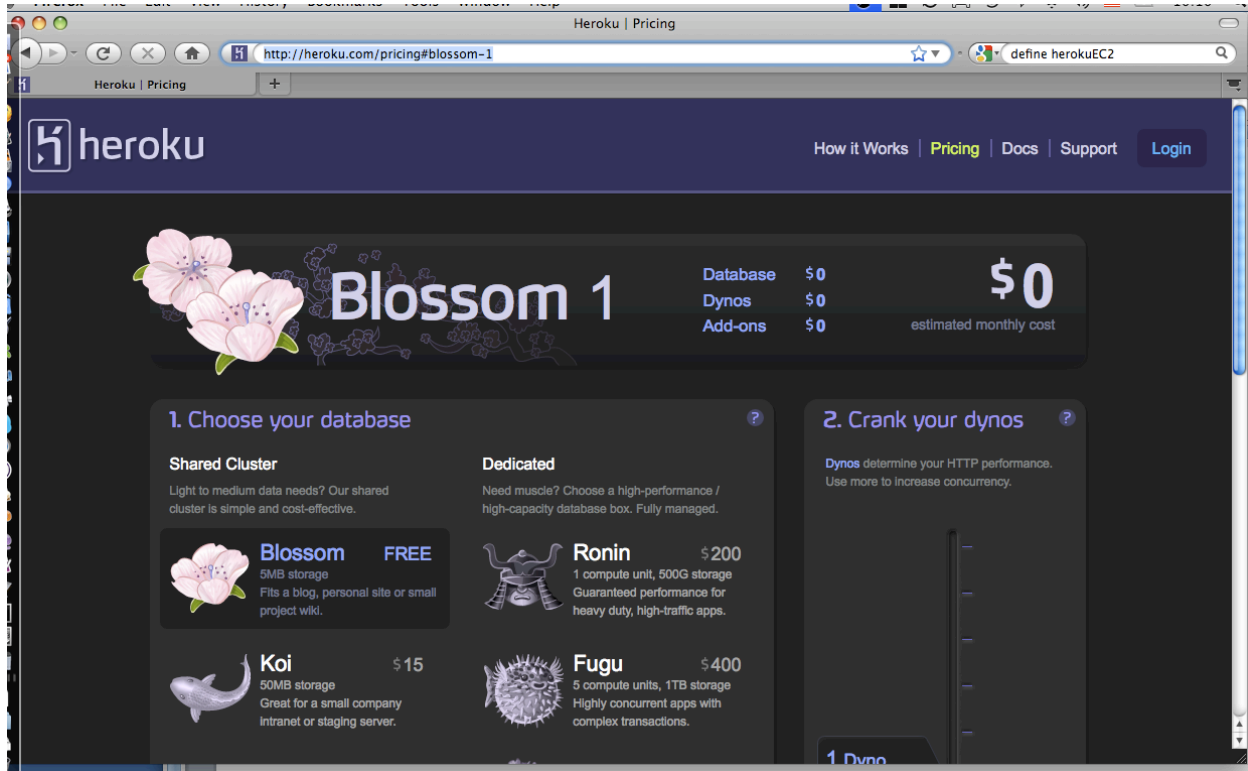 Heroku | Pricing
http://heroku.com/pricing#blossom-1
define herokuEC2
Heroku | Pricing
heroku
How it Works | Pricing | Docs | Support
Login
Blossom 1
Database $0
Dynos $0
Add-ons $0
$0
estimated monthly cost
1. Choose your database
?
Shared Cluster
Light to medium data needs? Our shared
cluster is simple and cost-effective.
Blossom FREE
5MB storage
Fits a blog, personal site or small
project wiki.
Koi $15
50MB storage
Great for a small company
intranet or staging server.
Dedicated
Need muscle? Choose a high-performance /
high-capacity database box. Fully managed.
Ronin $200
1 compute unit, 500G storage
Guaranteed performance for
heavy duty, high-traffic apps.
Fugu $400
5 compute units, 1TB storage
Highly concurrent apps with
complex transactions.
2. Crank your dynos
?
Dynos determine your HTTP performance.
Use more to increase concurrency.
1 Dyno